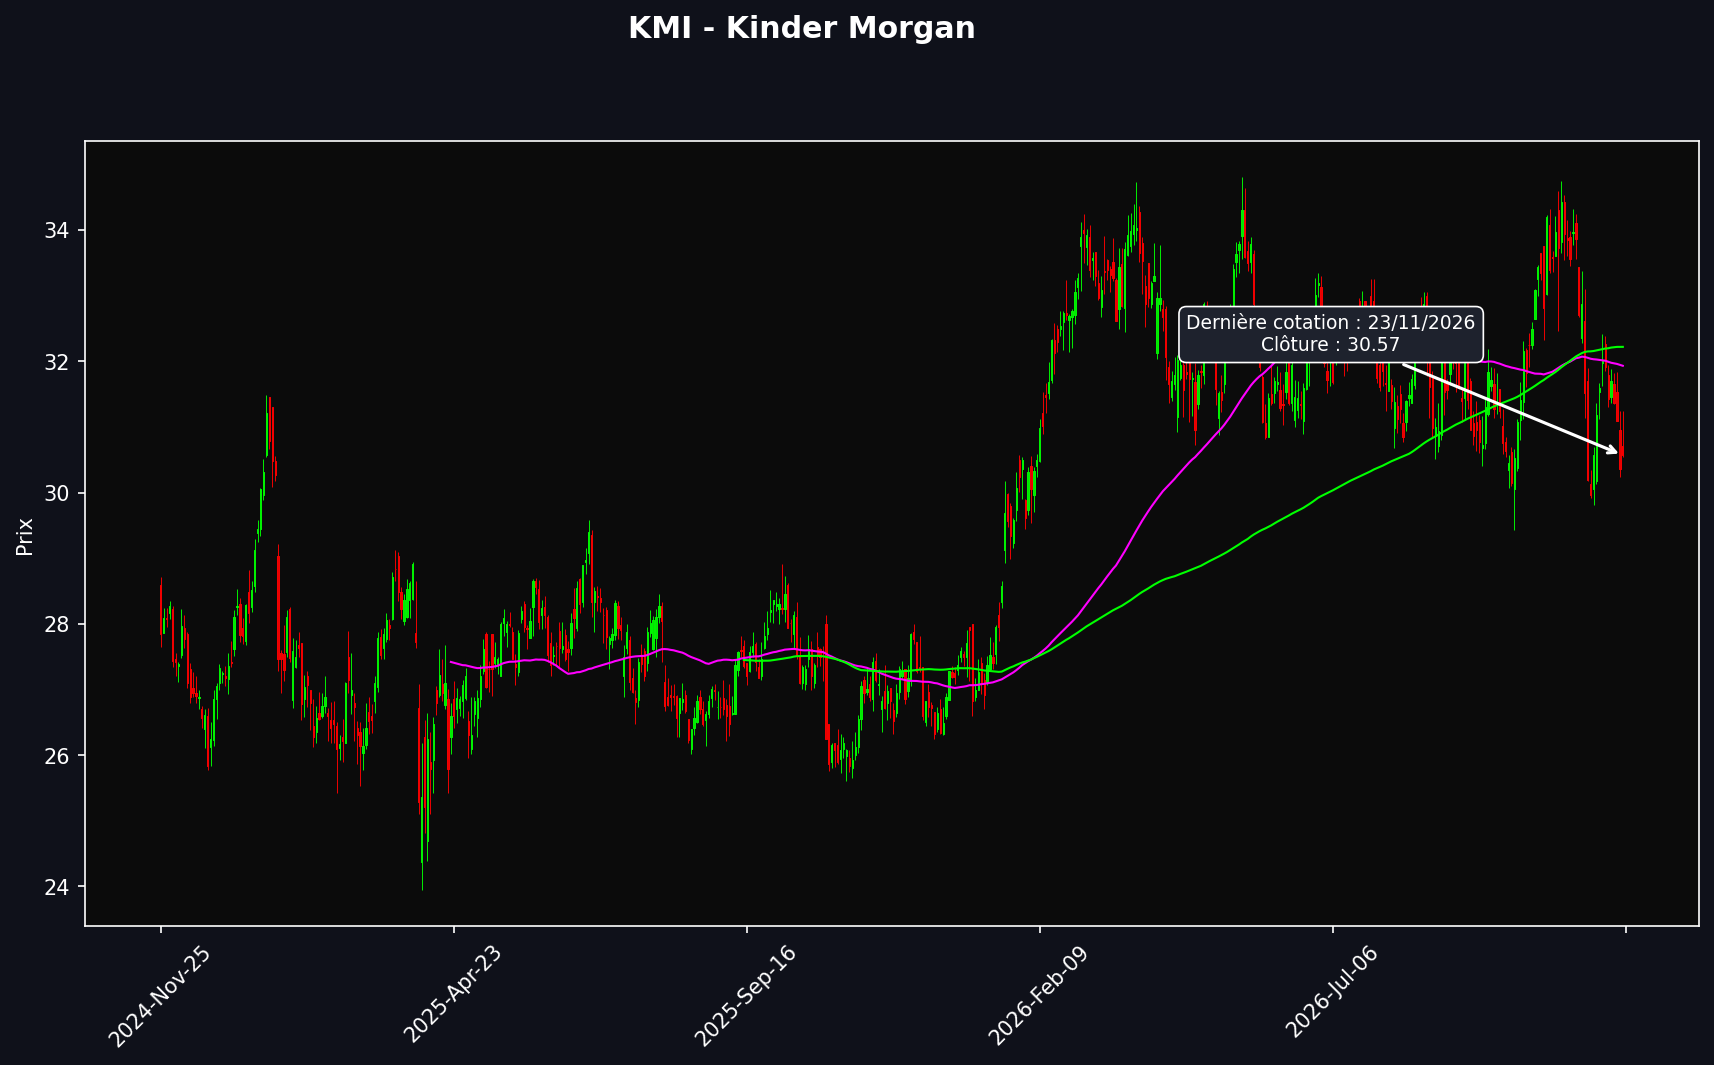 KMI - Kinder Morgan
Prix
34
32
30
28
26
24
Dernière cotation : 23/11/2026
Clôture : 30.57
2024-Nov-25
2025-Apr-23
2025-Sep-16
2026-Feb-09
2026-Jul-06